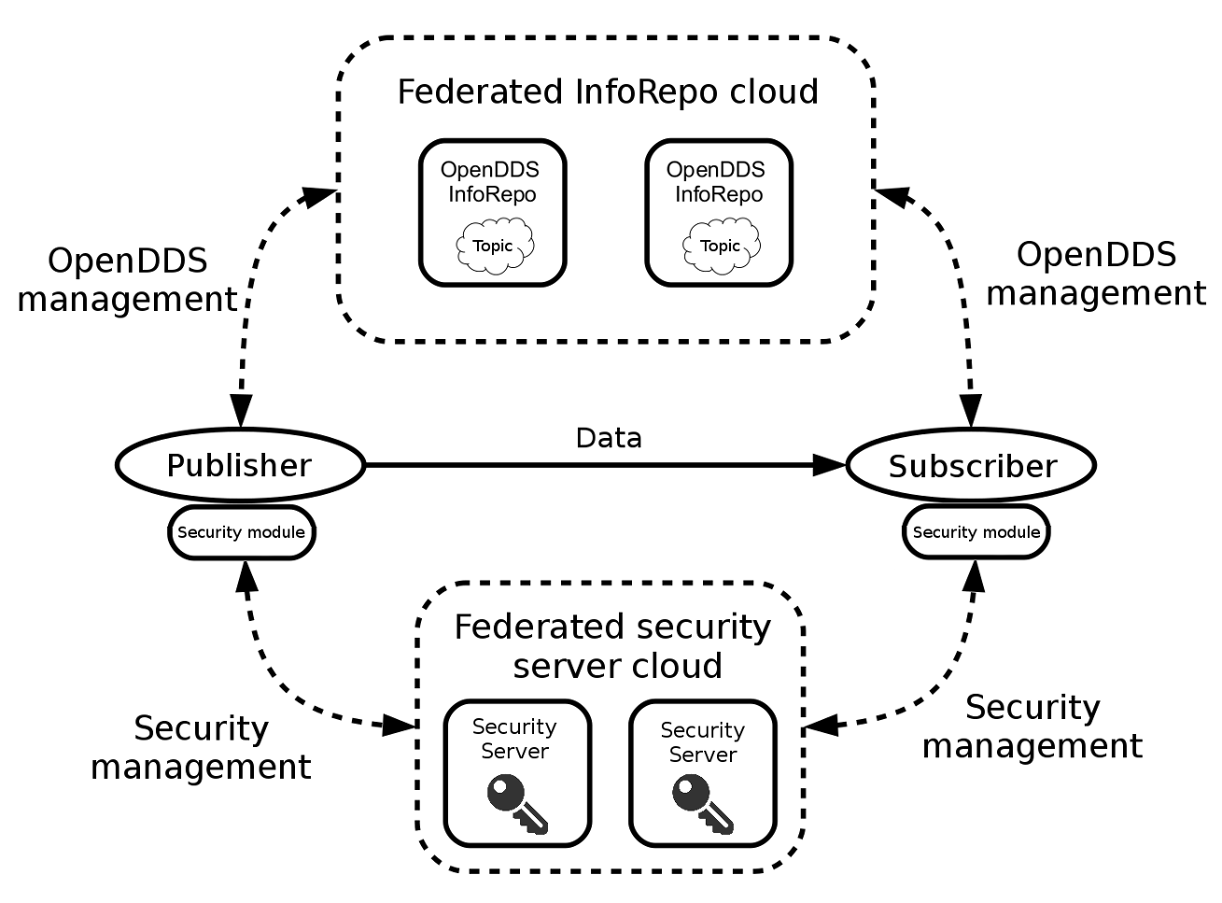 Federated InfoRepo cloud
OpenDDS
InfoRepo
Topic
OpenDDS
InfoRepo
Topic
OpenDDS
management
OpenDDS
management
Data
Publisher
Subscriber
Security module
Security module
Federated security
server cloud
Security
Server
Security
Server
Security
management
Security
management